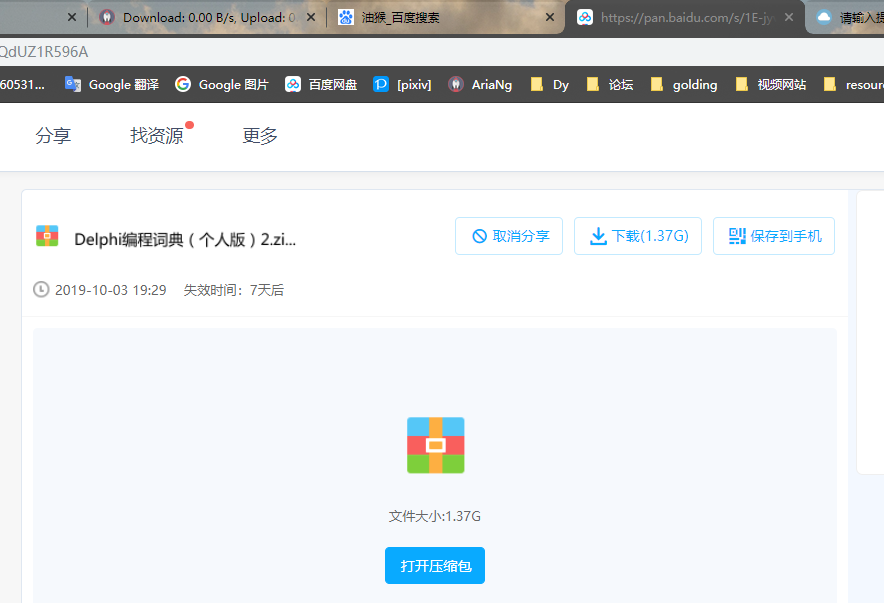 Download: 0.00 B/s, Upload: 0
油猴_百度搜索
https://pan.baidu.com/s/1E-jy
请输入提
QdUZ1R596A
60531... Google 翻译 Google 图片 百度网盘 [pixiv] AriaNg Dy 论坛 golding 视频网站 resour
分享 找资源 更多
Delphi编程词典（个人版）2.zi... 取消分享 下载(1.37G) 保存到手机
2019-10-03 19:29 失效时间：7天后
文件大小:1.37G
打开压缩包